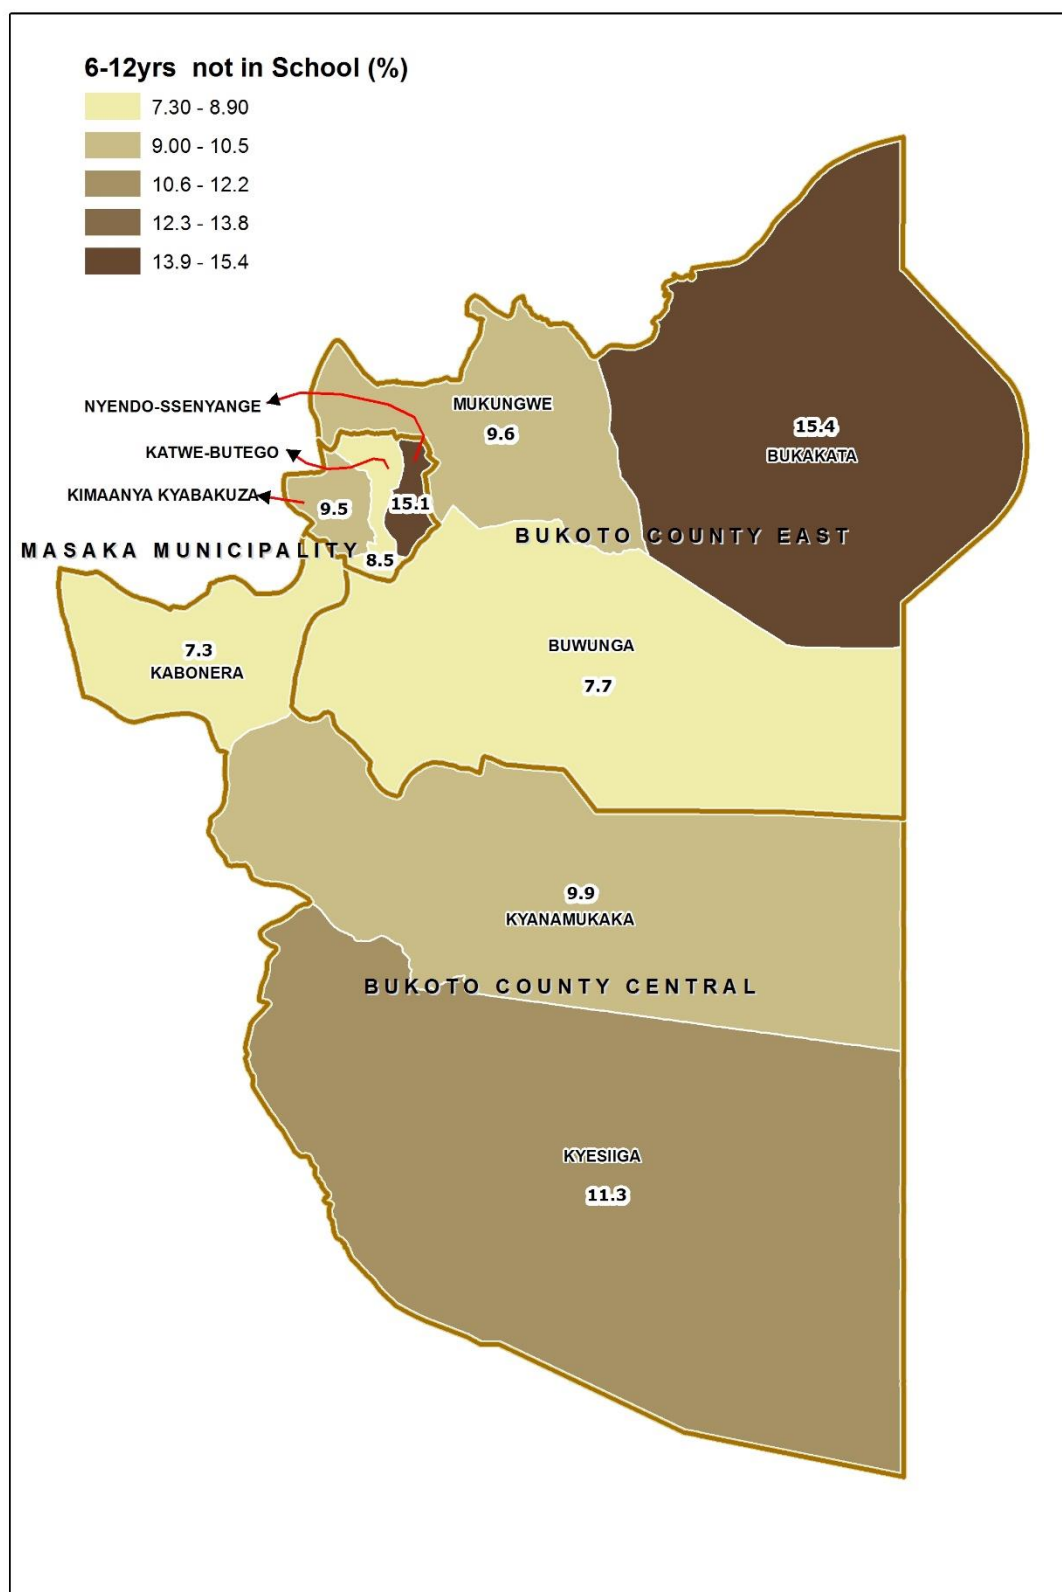 6-12yrs not in School (%)
7.30 - 8.90
9.00 - 10.5
10.6 - 12.2
12.3 - 13.8
13.9 - 15.4
NYENDO-SSENYANGE
MUKUNGWE
9.6
15.4
BUKAKATA
KATWE-BUTEGO
KIMAANYA KYABAKUZA
9.5
15.1
MASAKA MUNICIPALITY
BUKOTO COUNTY EAST
8.5
7.3
KABONERA
BUWUNGA
7.7
9.9
KYANAMUKAKA
BUKOTO COUNTY CENTRAL
KYESIIGA
11.3